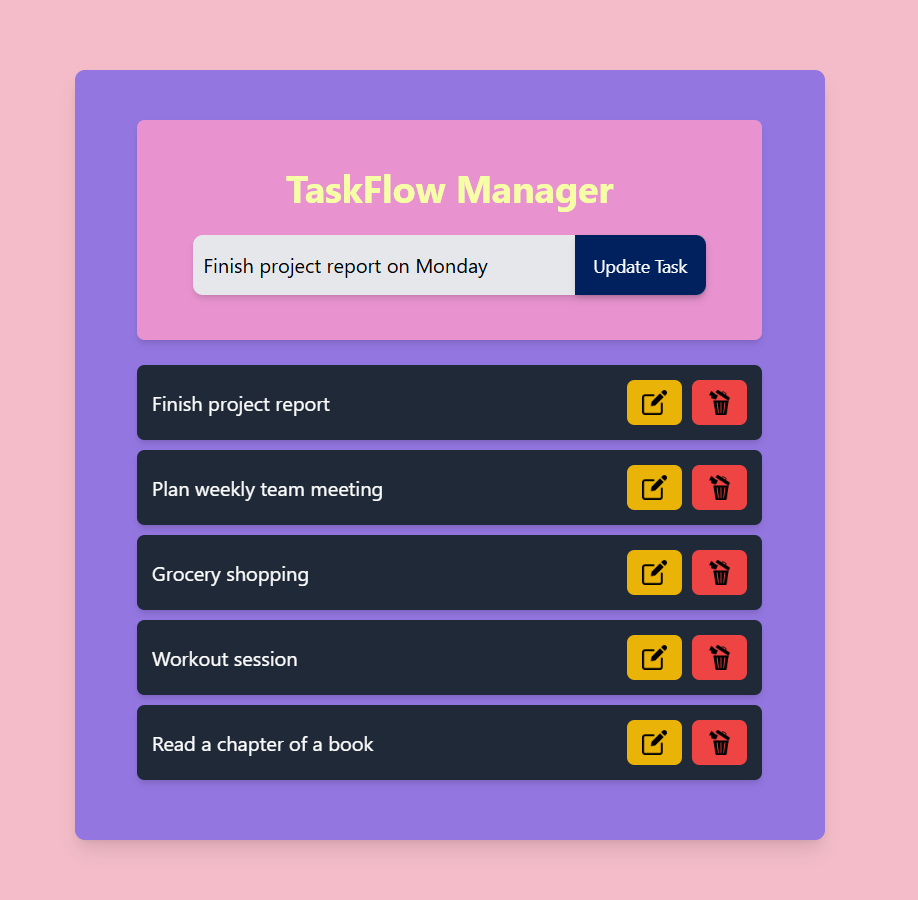 TaskFlow Manager
Finish project report on Monday
Update Task
Finish project report
Plan weekly team meeting
Grocery shopping
Workout session
Read a chapter of a book